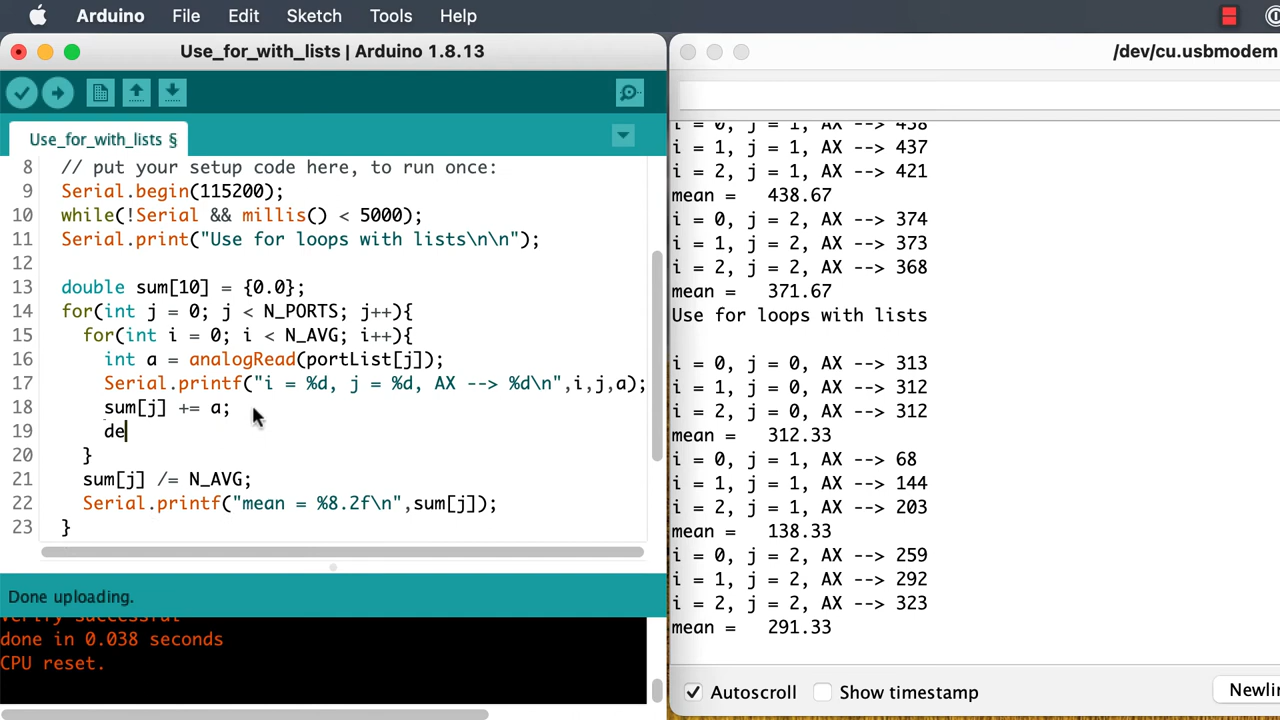 Arduino File Edit Sketch Tools Help
Use_for_with_lists | Arduino 1.8.13
Use_for_with_lists §
8 // put your setup code here, to run once:
9 Serial.begin(115200);
10 while(!Serial && millis() < 5000);
11 Serial.print("Use for loops with lists\n\n");
12
13 double sum[10] = {0.0};
14 for(int j = 0; j < N_PORTS; j++){
15 for(int i = 0; i < N_AVG; i++){
16 int a = analogRead(portList[j]);
17 Serial.printf("i = %d, j = %d, AX --> %d\n",i,j,a);
18 sum[j] += a;
19 de
20 }
21 sum[j] /= N_AVG;
22 Serial.printf("mean = %8.2f\n",sum[j]);
23 }
Done uploading.
Verify successful
done in 0.038 seconds
CPU reset.
/dev/cu.usbmodem
i = 0, j = 1, AX --> 458
i = 1, j = 1, AX --> 437
i = 2, j = 1, AX --> 421
mean = 438.67
i = 0, j = 2, AX --> 374
i = 1, j = 2, AX --> 373
i = 2, j = 2, AX --> 368
mean = 371.67
Use for loops with lists
i = 0, j = 0, AX --> 313
i = 1, j = 0, AX --> 312
i = 2, j = 0, AX --> 312
mean = 312.33
i = 0, j = 1, AX --> 68
i = 1, j = 1, AX --> 144
i = 2, j = 1, AX --> 203
mean = 138.33
i = 0, j = 2, AX --> 259
i = 1, j = 2, AX --> 292
i = 2, j = 2, AX --> 323
mean = 291.33
Autoscroll Show timestamp Newlin